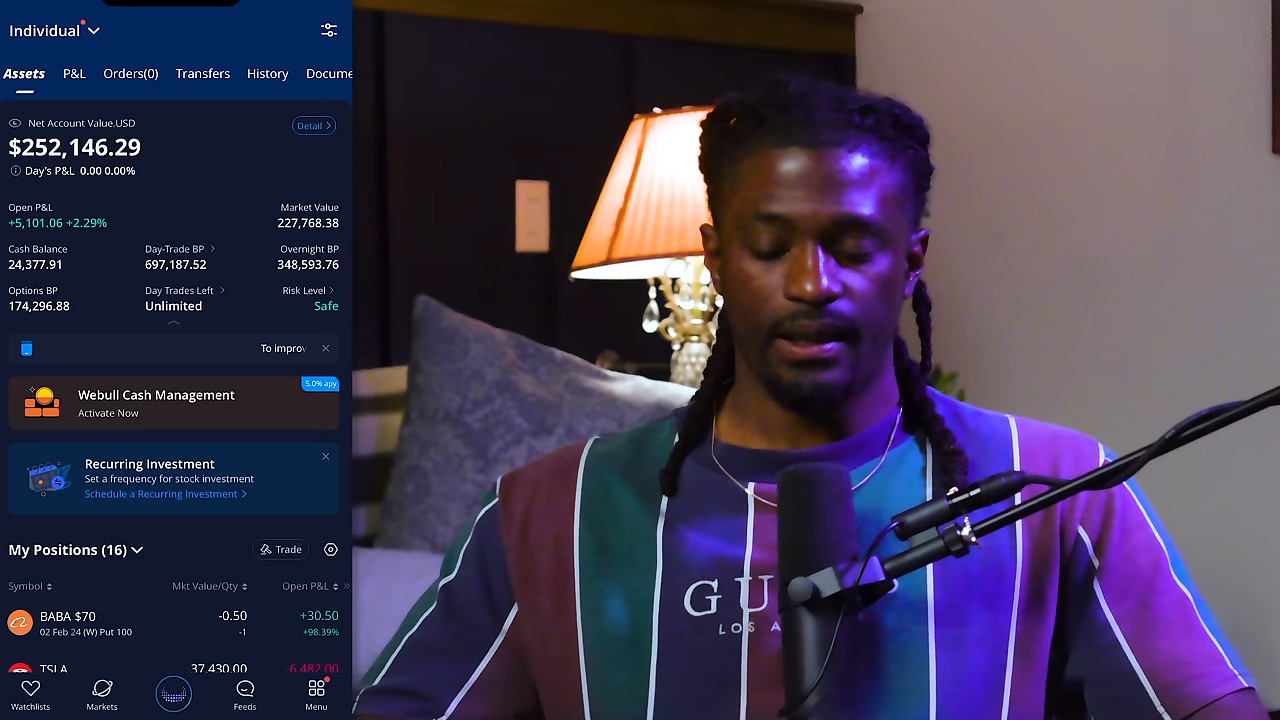 Individual
Assets P&L Orders(0) Transfers History Docume
Net Account Value.USD
Detail
$252,146.29
Day's P&L 0.00 0.00%
Open P&L Market Value
+5,101.06 +2.29% 227,768.38
Cash Balance Day-Trade BP Overnight BP
24,377.91 697,187.52 348,593.76
Options BP Day Trades Left Risk Level
174,296.88 Unlimited Safe
To improv
5.0% apy
Webull Cash Management
Activate Now
Recurring Investment
Set a frequency for stock investment
Schedule a Recurring Investment
My Positions (16) Trade
Symbol Mkt Value/Qty Open P&L
BABA $70 -0.50 +30.50
02 Feb 24 (W) Put 100 -1 +98.39%
TSLA 37,430.00 -6,482.00
Watchlists Markets Feeds Menu
GU
LOS A